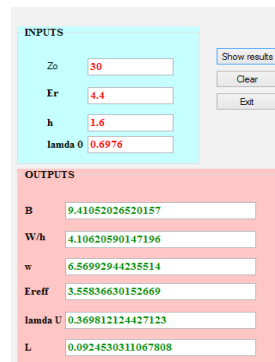 INPUTS
Zo 30
Show results
Er 4.4
Clear
h 1.6
Exit
lamda 0 0.6976
OUTPUTS
B 9.41052026520157
W/h 4.10620590147196
w 6.56992944235514
Ereff 3.55836630152669
lamda U 0.369812124427123
L 0.0924530311067808